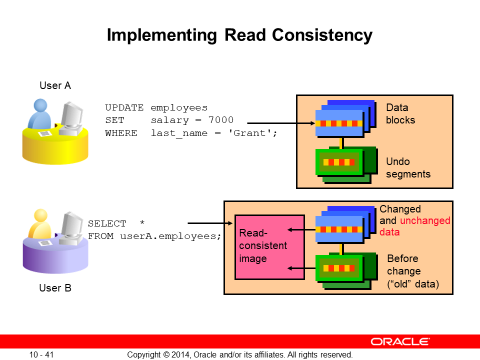 Implementing Read Consistency
User A
UPDATE employees
SET salary = 7000
WHERE last_name = 'Grant';
Data
blocks
Undo
segments
SELECT *
FROM userA.employees;
User B
Read-
consistent
image
Changed
and unchanged
data
Before
change
("old" data)
ORACLE
10 - 41
Copyright © 2014, Oracle and/or its affiliates. All rights reserved.